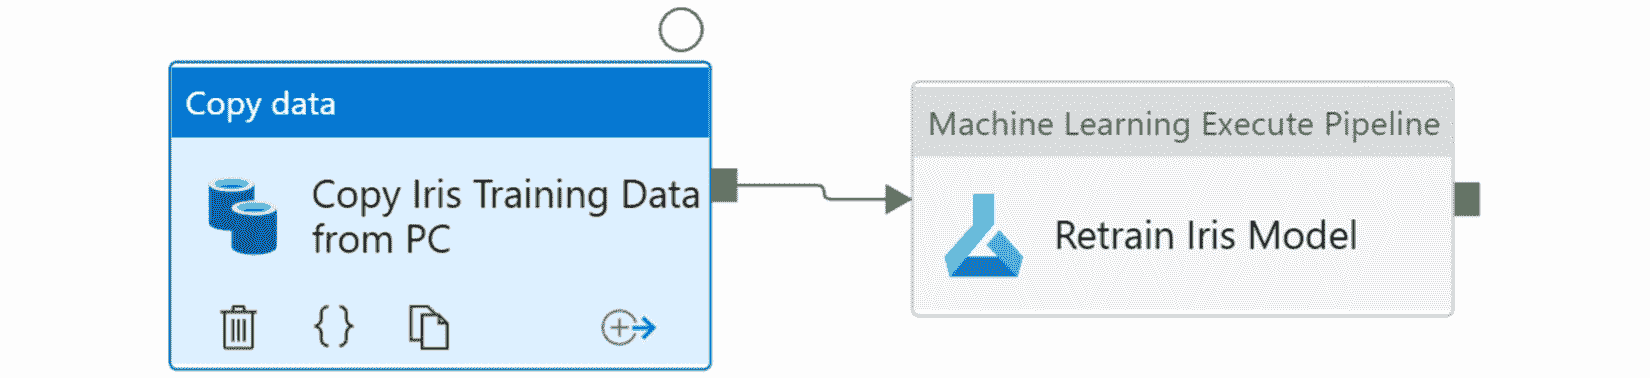 Copy data
Copy Iris Training Data
from PC
Machine Learning Execute Pipeline
Retrain Iris Model